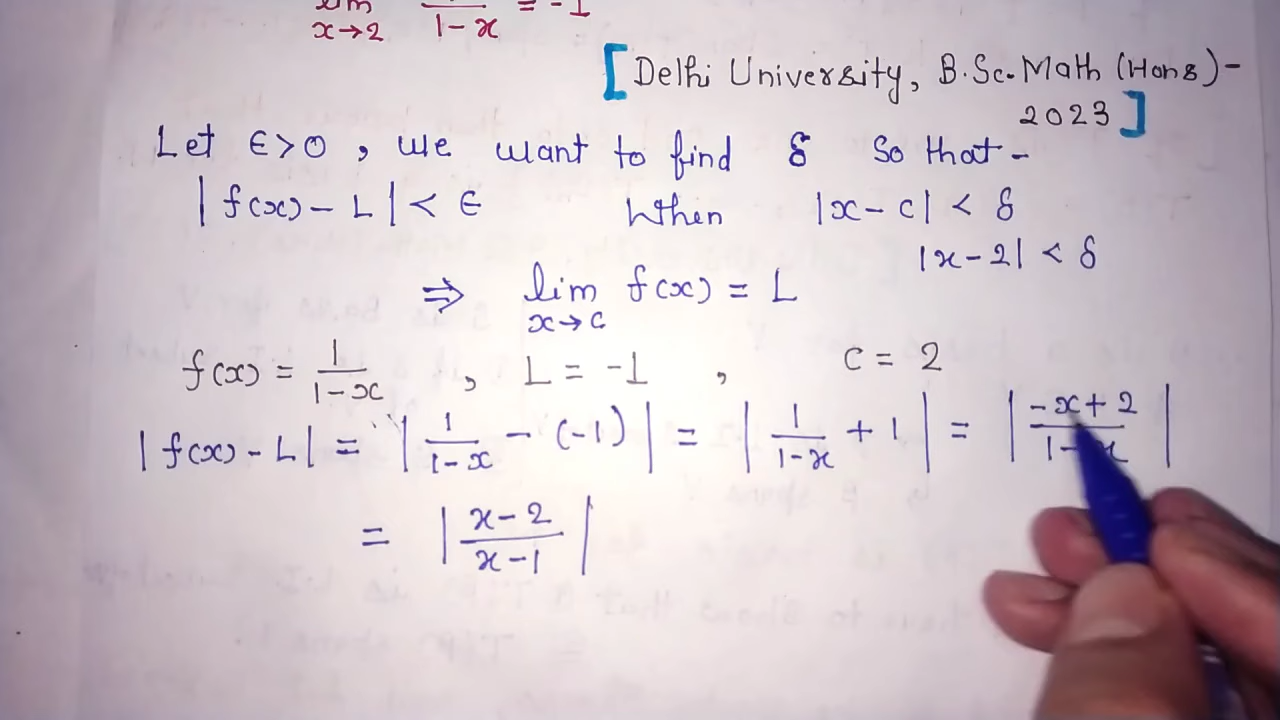 lim
x→2 1-x = -1
[Delhi University, B.Sc. Math (Hons)-
2023]
Let ϵ>0, we want to find δ so that-
|f(x)-L|< ϵ When |x-c| < δ
|x-2| < δ
⇒ lim f(x) = L
x→c
f(x) = 1/(1-x) , L = -1 , c = 2
|f(x)-L| = |1/(1-x) - (-1)| = |1/(1-x) + 1| = |(-x+2)/(1-x)|
= |(x-2)/(x-1)|